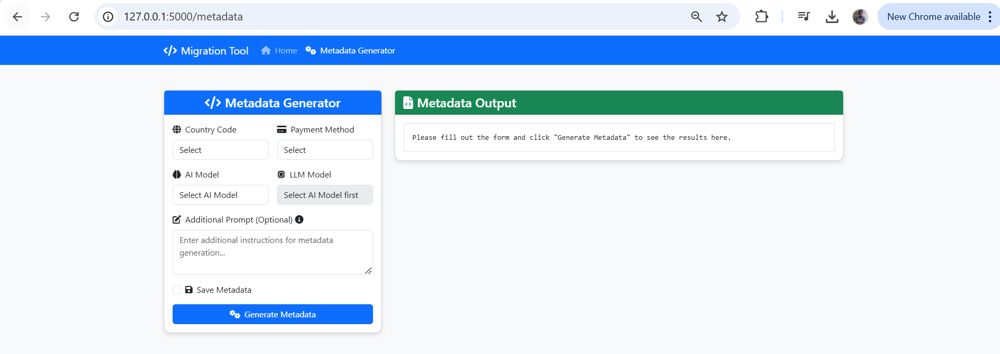 127.0.0.1:5000/metadata
New Chrome available
Migration Tool
Home
Metadata Generator
Metadata Generator
Country Code
Payment Method
Select
Select
AI Model
LLM Model
Select AI Model
Select AI Model first
Additional Prompt (Optional)
Enter additional instructions for metadata
generation...
Save Metadata
Generate Metadata
Metadata Output
Please fill out the form and click "Generate Metadata" to see the results here.